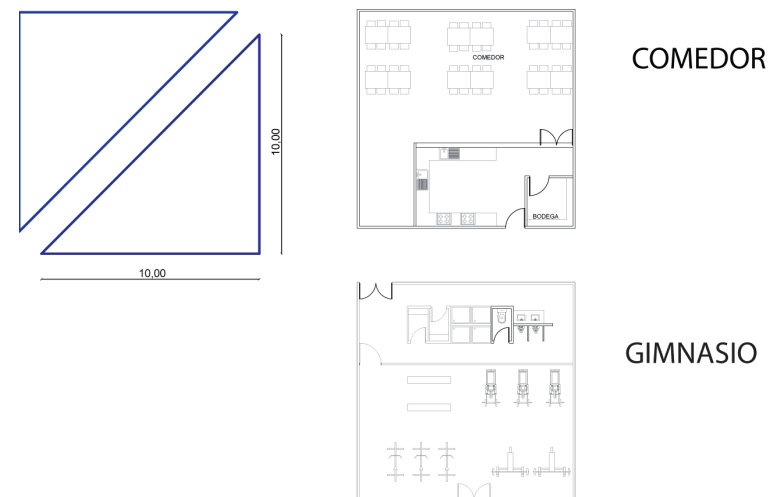 10,00
10,00
COMEDOR
BODEGA
COMEDOR
GIMNASIO